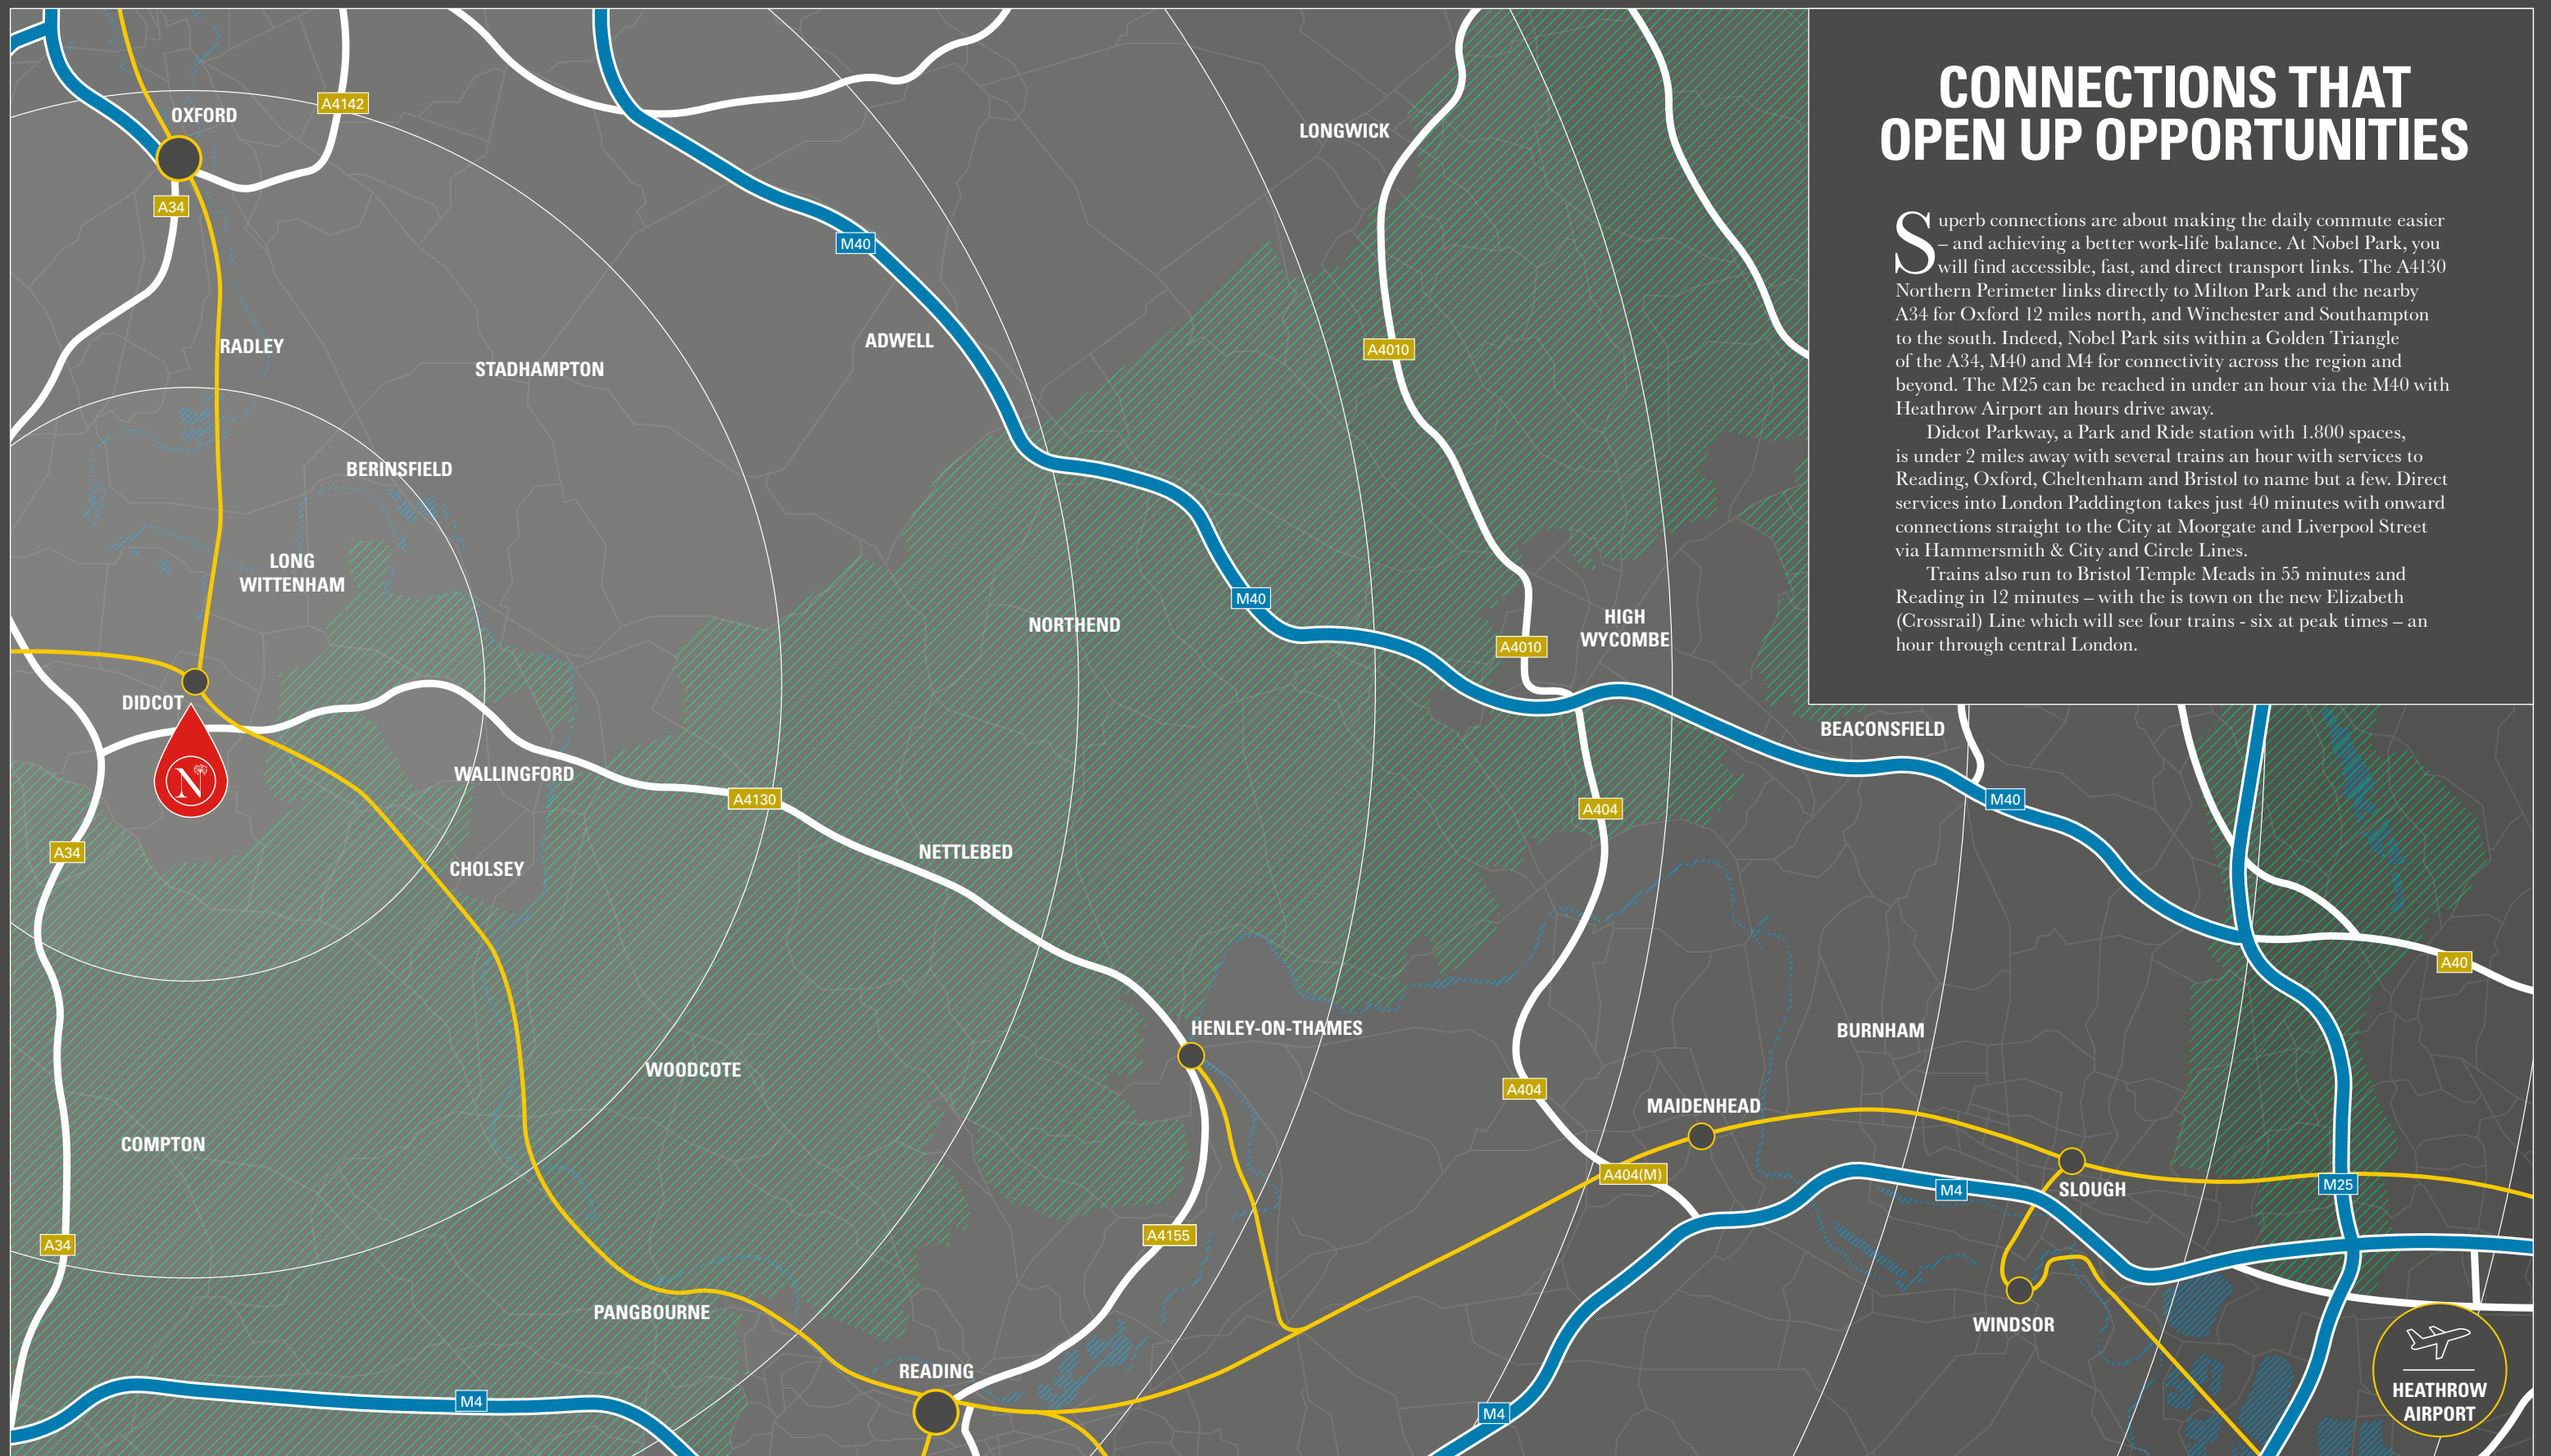 CONNECTIONS THAT
OPEN UP OPPORTUNITIES
Superb connections are about making the daily commute easier
– and achieving a better work-life balance. At Nobel Park, you
will find accessible, fast, and direct transport links. The A4130
Northern Perimeter links directly to Milton Park and the nearby
A34 for Oxford 12 miles north, and Winchester and Southampton
to the south. Indeed, Nobel Park sits within a Golden Triangle
of the A34, M40 and M4 for connectivity across the region and
beyond. The M25 can be reached in under an hour via the M40 with
Heathrow Airport an hours drive away.
Didcot Parkway, a Park and Ride station with 1.800 spaces,
is under 2 miles away with several trains an hour with services to
Reading, Oxford, Cheltenham and Bristol to name but a few. Direct
services into London Paddington takes just 40 minutes with onward
connections straight to the City at Moorgate and Liverpool Street
via Hammersmith & City and Circle Lines.
Trains also run to Bristol Temple Meads in 55 minutes and
Reading in 12 minutes – with the is town on the new Elizabeth
(Crossrail) Line which will see four trains - six at peak times – an
hour through central London.
A4142
OXFORD
LONGWICK
A34
M40
ADWELL
RADLEY
A4010
STADHAMPTON
BERINSFIELD
LONG
WITTENHAM
M40
NORTHEND
HIGH
WYCOMBE
A4010
DIDCOT
BEACONSFIELD
N
WALLINGFORD
A4130
A404
M40
A34
NETTLEBED
CHOLSEY
A40
HENLEY-ON-THAMES
BURNHAM
WOODCOTE
A404
MAIDENHEAD
COMPTON
A404(M)
M4
SLOUGH
M25
A34
A4155
PANGBOURNE
WINDSOR
READING
M4
M4
HEATHROW
AIRPORT